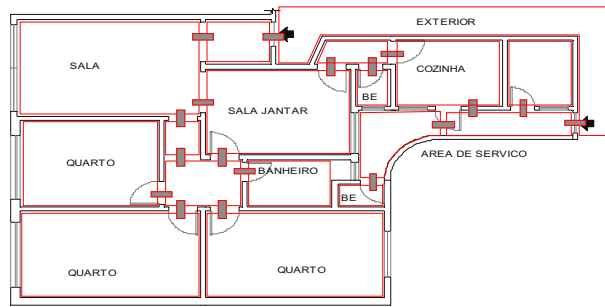 EXTERIOR
SALA
COZINHA
BE
SALA JANTAR
AREA DE SERVICO
QUARTO
BANHEIRO
BE
QUARTO
QUARTO